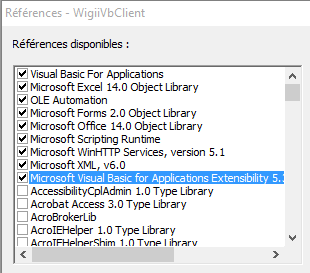 Références - WigiiVbClient
Références disponibles :
Visual Basic For Applications
Microsoft Excel 14.0 Object Library
OLE Automation
Microsoft Forms 2.0 Object Library
Microsoft Office 14.0 Object Library
Microsoft Scripting Runtime
Microsoft WinHTTP Services, version 5.1
Microsoft XML, v6.0
Microsoft Visual Basic for Applications Extensibility 5.
AccessibilityCplAdmin 1.0 Type Library
Acrobat Access 3.0 Type Library
AcroBrokerLib
AcroIEHelper 1.0 Type Library
AcroIEHelperShim 1.0 Type Library